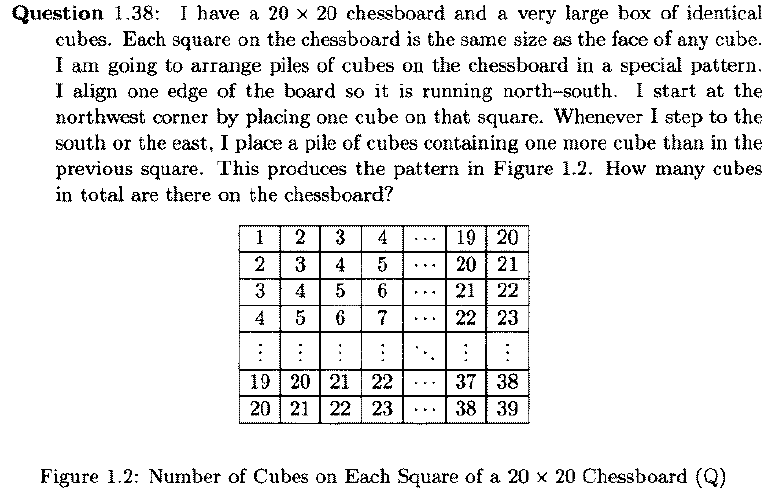 Question 1.38: I have a 20 × 20 chessboard and a very large box of identical
cubes. Each square on the chessboard is the same size as the face of any cube.
I am going to arrange piles of cubes on the chessboard in a special pattern.
I align one edge of the board so it is running north–south. I start at the
northwest corner by placing one cube on that square. Whenever I step to the
south or the east, I place a pile of cubes containing one more cube than in the
previous square. This produces the pattern in Figure 1.2. How many cubes
in total are there on the chessboard?
1 2 3 4 ··· 19 20
2 3 4 5 ··· 20 21
3 4 5 6 ··· 21 22
4 5 6 7 ··· 22 23
⋮ ⋮ ⋮ ⋮ ⋱ ⋮ ⋮
19 20 21 22 ··· 37 38
20 21 22 23 ··· 38 39
Figure 1.2: Number of Cubes on Each Square of a 20 × 20 Chessboard (Q)